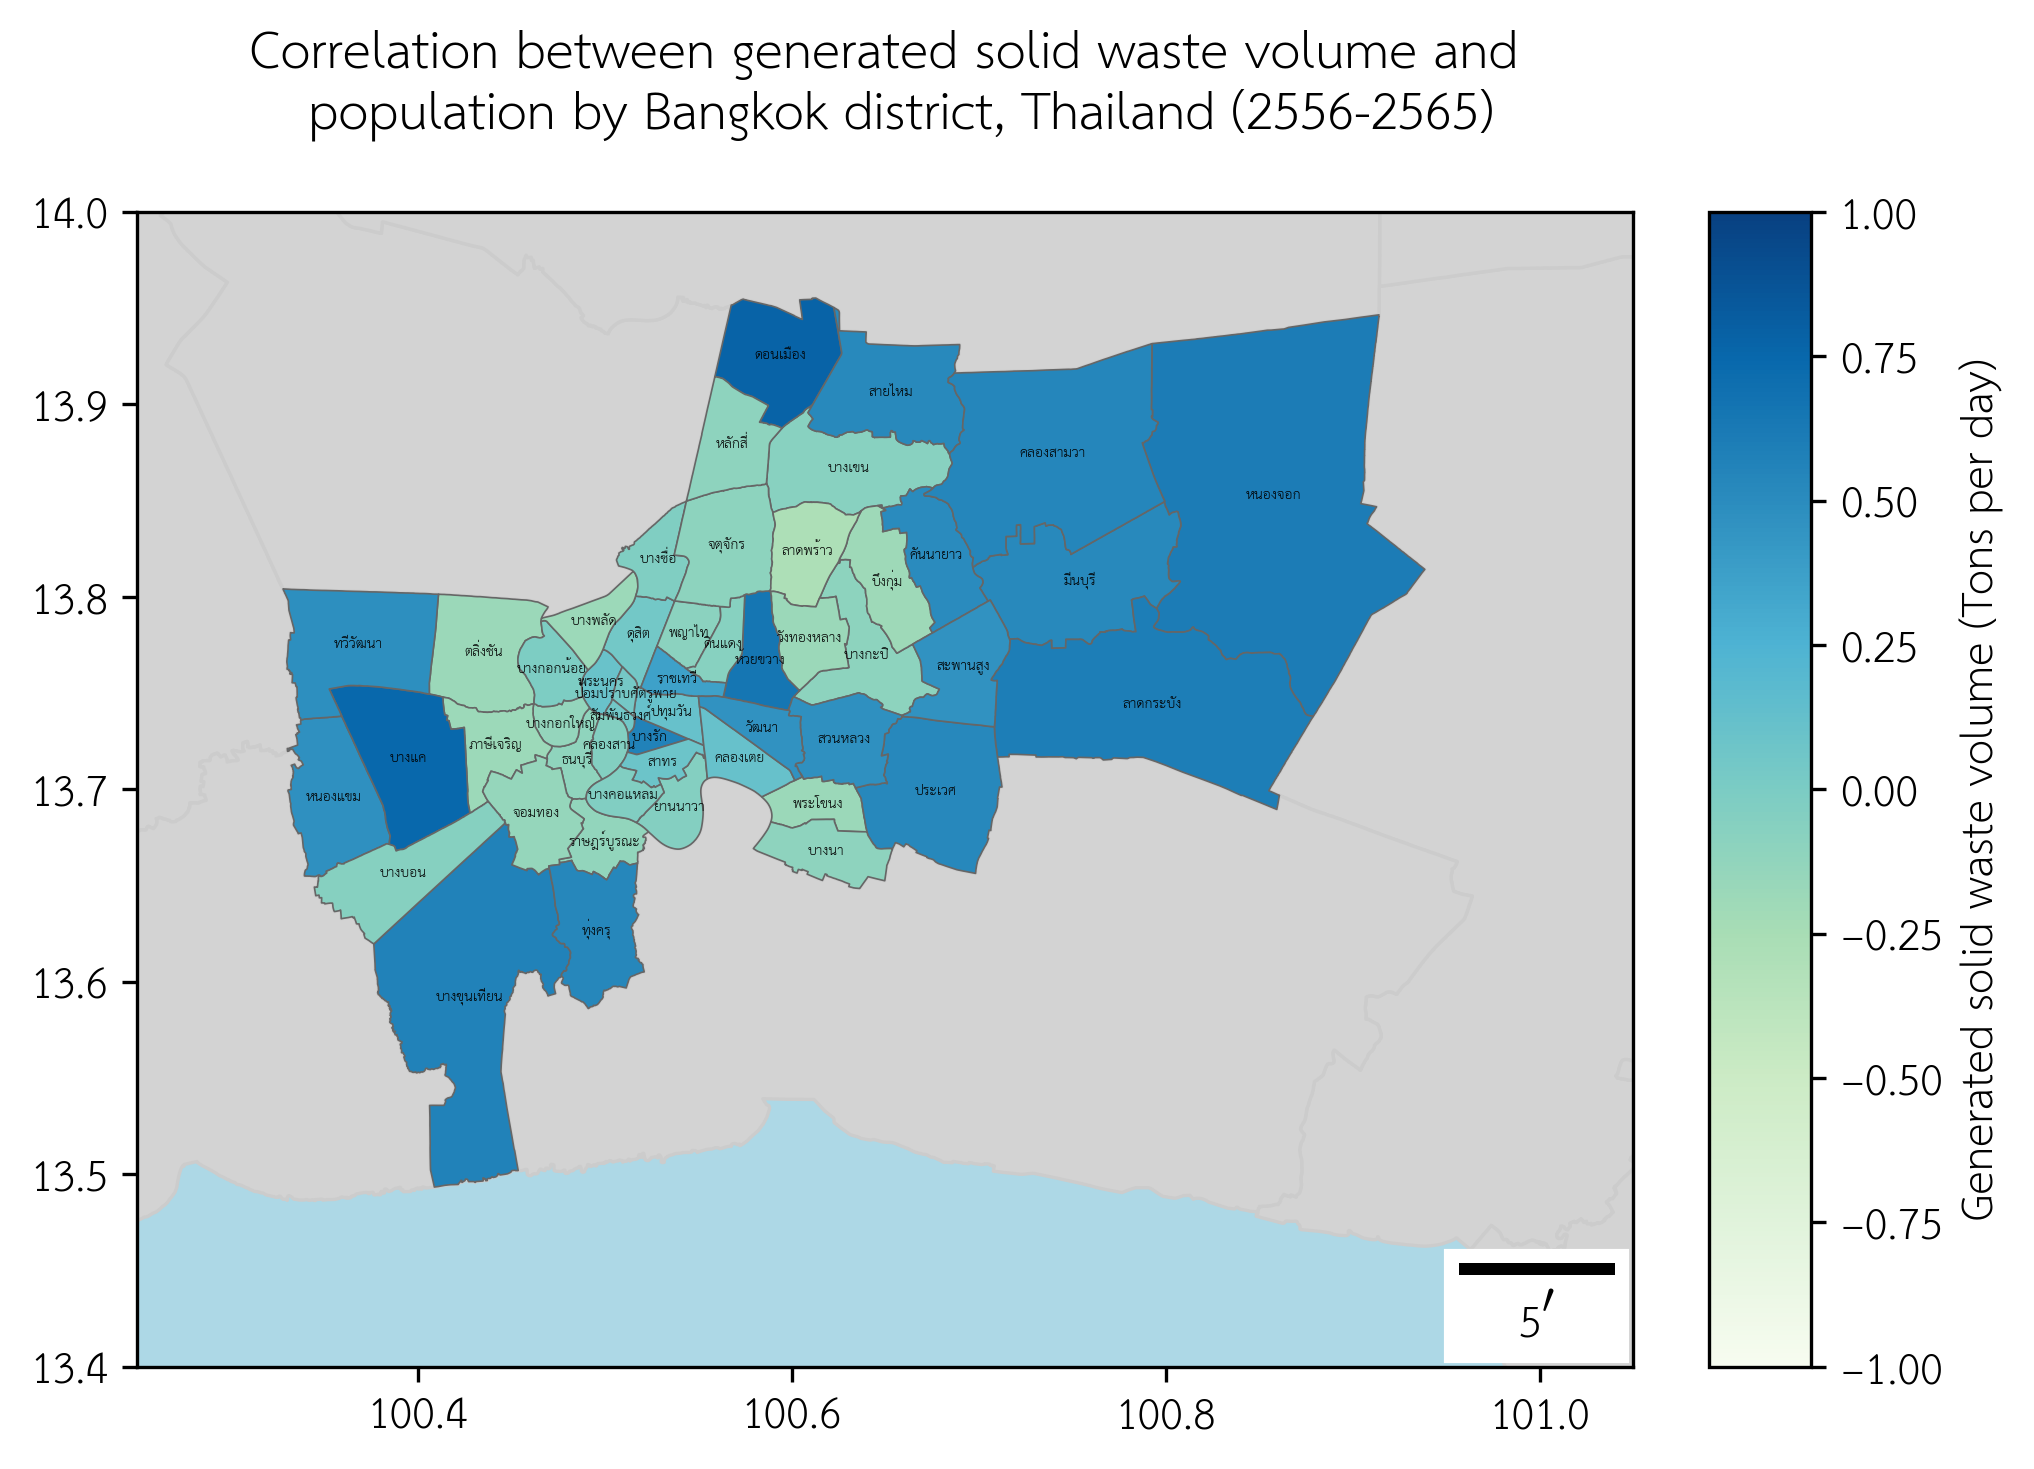 Correlation between generated solid waste volume and
population by Bangkok district, Thailand (2556-2565)
14.0
13.9
13.8
13.7
13.6
13.5
13.4
100.4
100.6
100.8
101.0
ดอนเมือง
สายไหม
หลักสี่
บางเขน
คลองสามวา
หนองจอก
จตุจักร
ลาดพร้าว
บางซื่อ
คันนายาว
บึงกุ่ม
มีนบุรี
บางพลัด
ดุสิต
พญาไท
ดินแดง
วังทองหลาง
ทวีวัฒนา
ตลิ่งชัน
บางกะปิ
ห้วยขวาง
สะพานสูง
บางกอกน้อย
พระนคร
ราชเทวี
ป้อมปราบศัตรูพ่าย
ลาดกระบัง
สัมพันธวงศ์
ปทุมวัน
บางกอกใหญ่
วัฒนา
บางรัก
สวนหลวง
ภาษีเจริญ
คลองสาน
บางแค
ธนบุรี
สาทร
คลองเตย
หนองแขม
บางคอแหลม
ยานนาวา
ประเวศ
พระโขนง
จอมทอง
ราษฎร์บูรณะ
บางนา
บางบอน
ทุ่งครุ
บางขุนเทียน
5′
1.00
0.75
0.50
0.25
0.00
−0.25
−0.50
−0.75
−1.00
Generated solid waste volume (Tons per day)